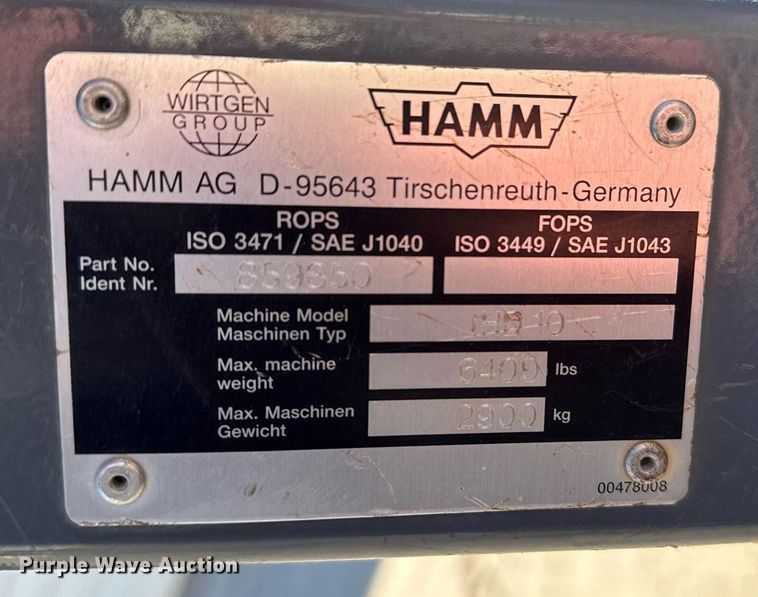 WIRTGEN
GROUP
HAMM
HAMM AG D-95643 Tirschenreuth-Germany
ROPS
ISO 3471 / SAE J1040
FOPS
ISO 3449 / SAE J1043
Part No.
Ident Nr.
859850
Machine Model
Maschinen Typ
Max. machine
weight
6400 lbs
Max. Maschinen
Gewicht
2900 kg
00478008
Purple Wave Auction